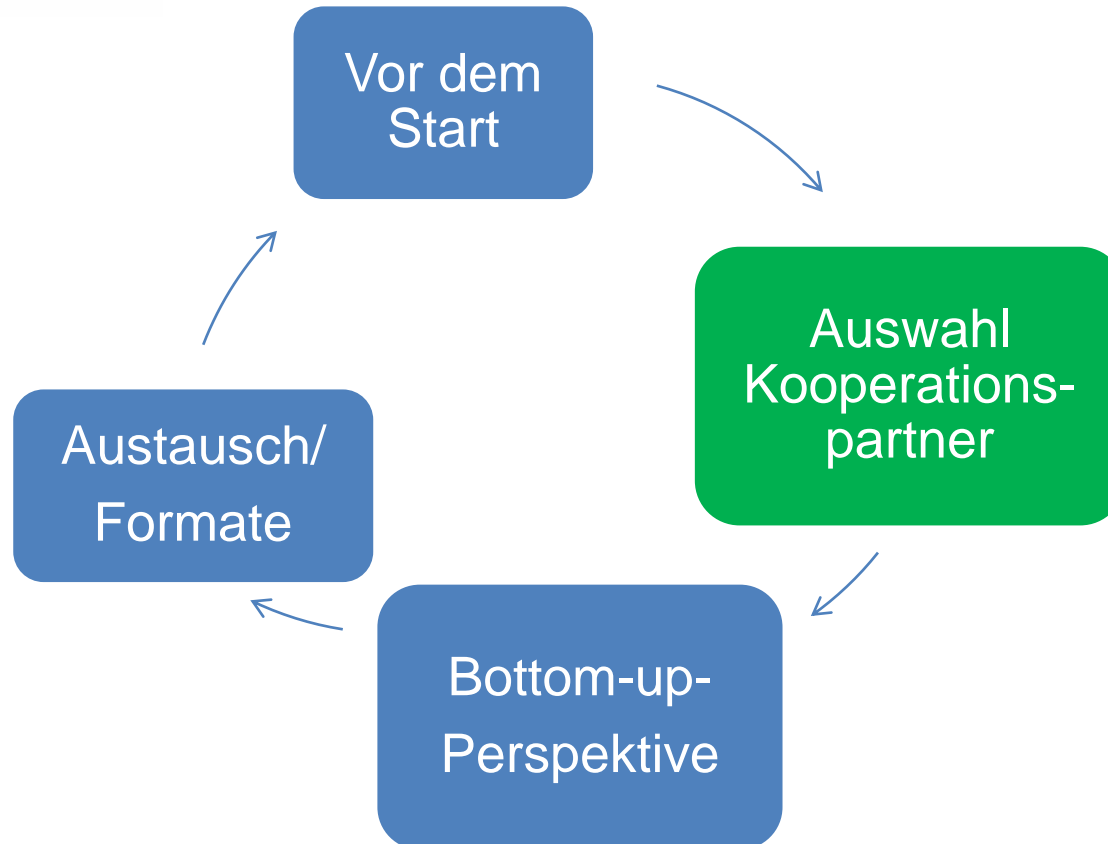 Vor dem
Start
Auswahl
Kooperations-
partner
Bottom-up-
Perspektive
Austausch/
Formate